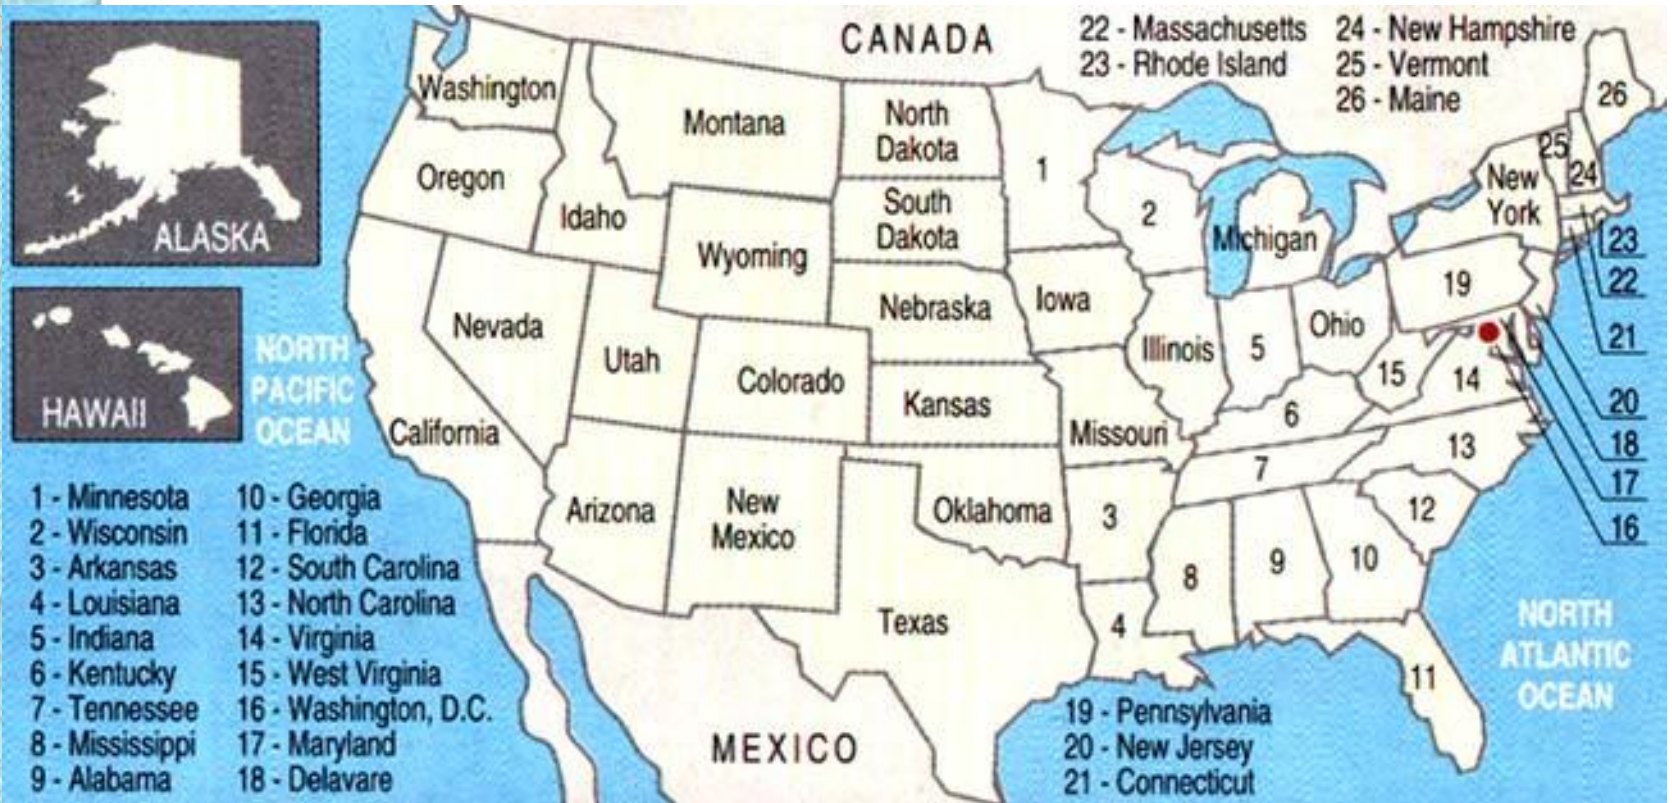 CANADA
22 - Massachusetts
23 - Rhode Island
24 - New Hampshire
25 - Vermont
26 - Maine
ALASKA
HAWAII
NORTH
PACIFIC
OCEAN
Washington
Oregon
Idaho
Montana
North
Dakota
South
Dakota
Wyoming
Nebraska
Nevada
Utah
Colorado
Kansas
California
Arizona
New
Mexico
Oklahoma
Texas
Iowa
Missouri
Illinois
Michigan
Ohio
New
York
1
2
3
4
5
6
7
8
9
10
11
12
13
14
15
19
24
25
26
23
22
21
20
18
17
16
1 - Minnesota
2 - Wisconsin
3 - Arkansas
4 - Louisiana
5 - Indiana
6 - Kentucky
7 - Tennessee
8 - Mississippi
9 - Alabama
10 - Georgia
11 - Florida
12 - South Carolina
13 - North Carolina
14 - Virginia
15 - West Virginia
16 - Washington, D.C.
17 - Maryland
18 - Delavare
MEXICO
19 - Pennsylvania
20 - New Jersey
21 - Connecticut
NORTH
ATLANTIC
OCEAN